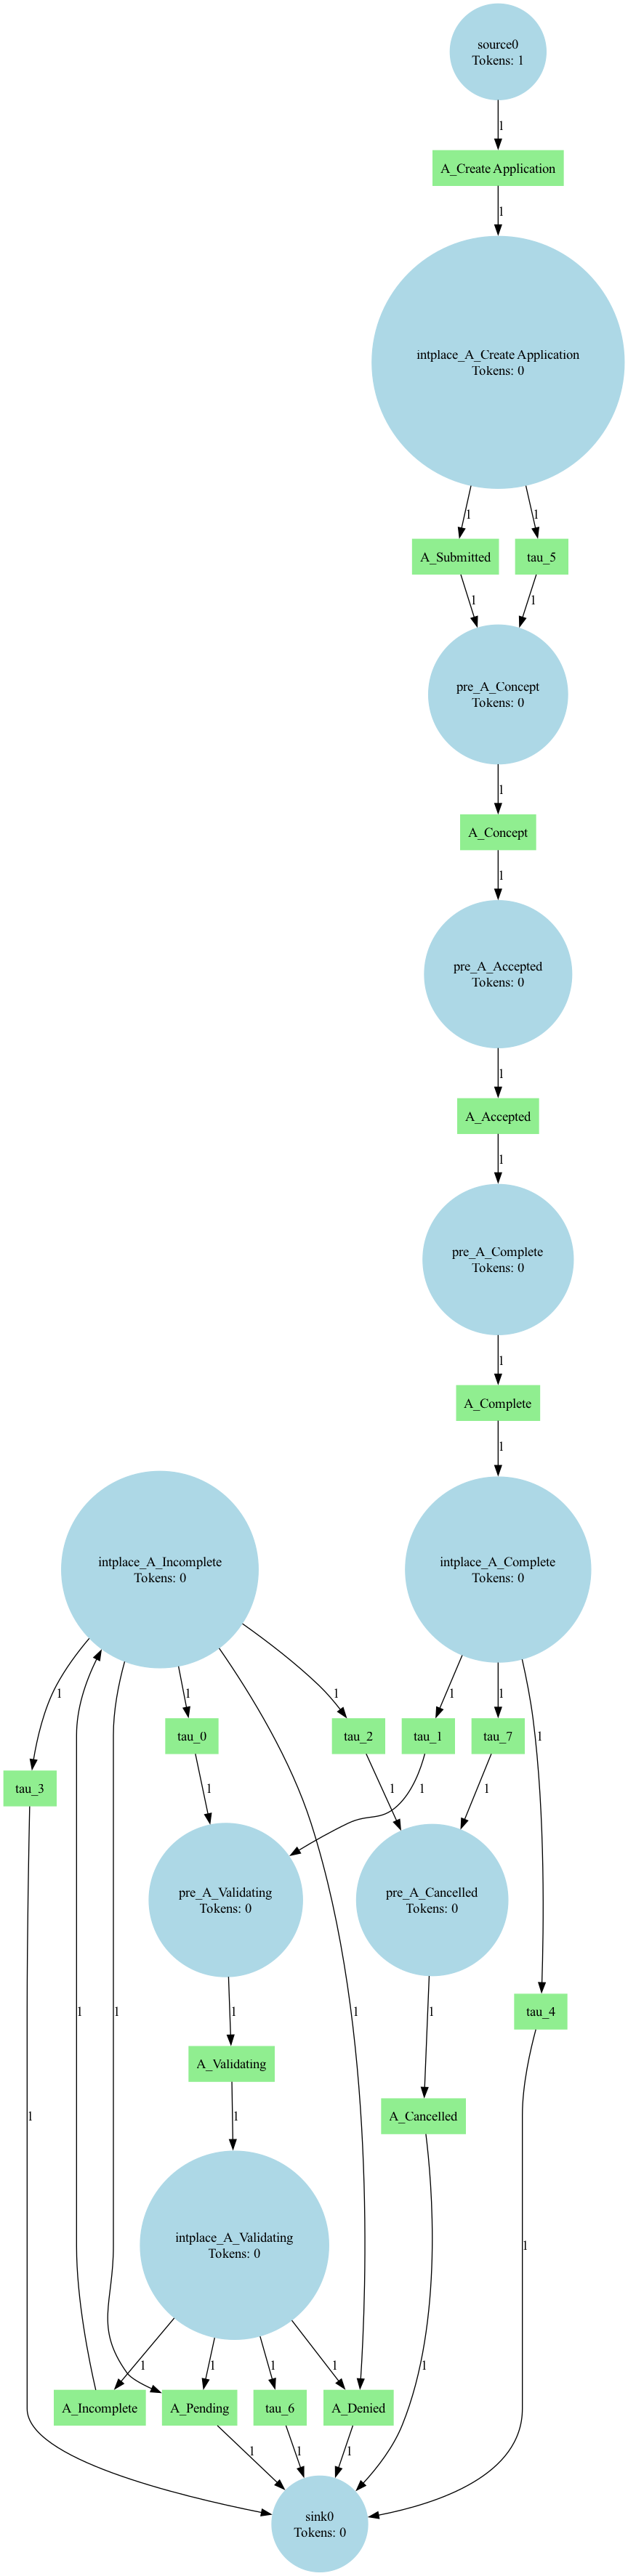 source0
Tokens: 1
1
A_Create Application
1
intplace_A_Create Application
Tokens: 0
1
1
A_Submitted
tau_5
1
1
pre_A_Concept
Tokens: 0
1
A_Concept
1
pre_A_Accepted
Tokens: 0
1
A_Accepted
1
pre_A_Complete
Tokens: 0
1
A_Complete
1
intplace_A_Incomplete
Tokens: 0
intplace_A_Complete
Tokens: 0
1
1
1
1
1
1
tau_0
tau_2
tau_1
tau_7
tau_3
1
1
1
1
pre_A_Validating
Tokens: 0
pre_A_Cancelled
Tokens: 0
1
1
1
1
1
tau_4
A_Validating
1
1
A_Cancelled
intplace_A_Validating
Tokens: 0
1
1
1
1
1
1
A_Incomplete
A_Pending
tau_6
A_Denied
1
1
1
sink0
Tokens: 0